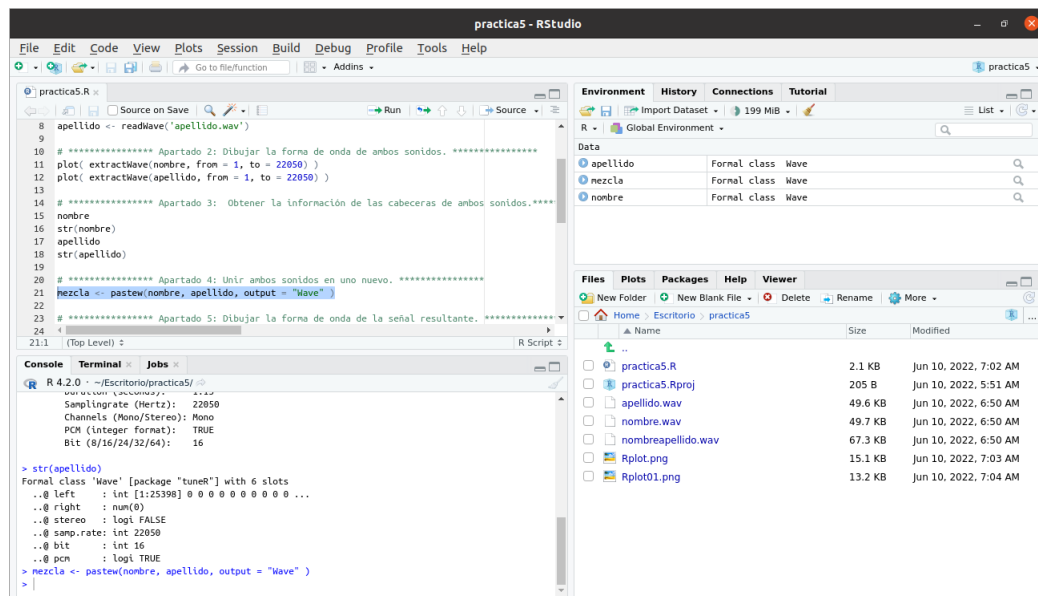 practica5 - RStudio
File Edit Code View Plots Session Build Debug Profile Tools Help
Go to file/function Addins practica5
practica5.R
Source on Save Run Source
8 apellido <- readWave('apellido.wav')
9
10 # **************** Apartado 2: Dibujar la forma de onda de ambos sonidos. ****************
11 plot( extractWave(nombre, from = 1, to = 22050) )
12 plot( extractWave(apellido, from = 1, to = 22050) )
13
14 # **************** Apartado 3:  Obtener la información de las cabeceras de ambos sonidos.****
15 nombre
16 str(nombre)
17 apellido
18 str(apellido)
19
20 # **************** Apartado 4: Unir ambos sonidos en uno nuevo. ****************
21 mezcla <- pastew(nombre, apellido, output = "Wave" )
22
23 # **************** Apartado 5: Dibujar la forma de onda de la señal resultante. *************
24
21:1 (Top Level) R Script
Console Terminal Jobs
R 4.2.0 · ~/Escritorio/practica5/
Duration (seconds): 1.15
Samplingrate (Hertz): 22050
Channels (Mono/Stereo): Mono
PCM (integer format): TRUE
Bit (8/16/24/32/64): 16
> str(apellido)
Formal class 'Wave' [package "tuneR"] with 6 slots
..@ left : int [1:25398] 0 0 0 0 0 0 0 0 0 0 ...
..@ right : num(0)
..@ stereo : logi FALSE
..@ samp.rate: int 22050
..@ bit : int 16
..@ pcm : logi TRUE
> mezcla <- pastew(nombre, apellido, output = "Wave" )
>
Environment History Connections Tutorial
Import Dataset 199 MiB List
R Global Environment
Data
apellido Formal class Wave
mezcla Formal class Wave
nombre Formal class Wave
Files Plots Packages Help Viewer
New Folder New Blank File Delete Rename More
Home Escritorio practica5 ...
Name Size Modified
..
practica5.R 2.1 KB Jun 10, 2022, 7:02 AM
practica5.Rproj 205 B Jun 10, 2022, 5:51 AM
apellido.wav 49.6 KB Jun 10, 2022, 6:50 AM
nombre.wav 49.7 KB Jun 10, 2022, 6:50 AM
nombreapellido.wav 67.3 KB Jun 10, 2022, 6:50 AM
Rplot.png 15.1 KB Jun 10, 2022, 7:03 AM
Rplot01.png 13.2 KB Jun 10, 2022, 7:04 AM